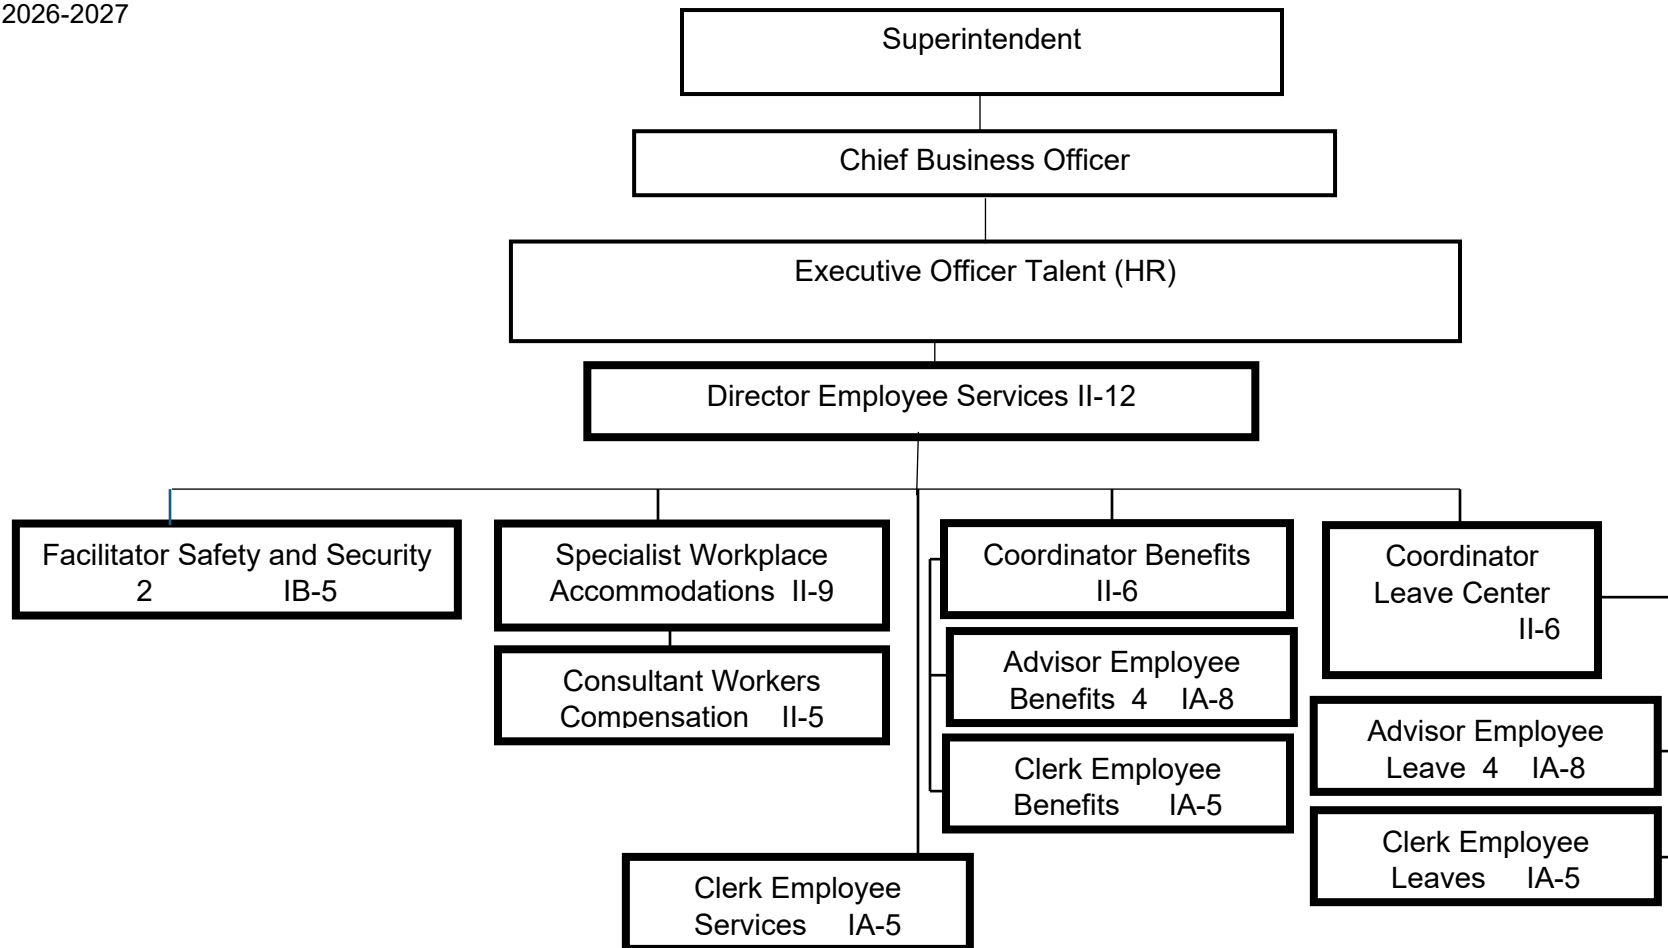 2026-2027
Superintendent
Chief Business Officer
Executive Officer Talent (HR)
Director Employee Services II-12
Facilitator Safety and Security
2 IB-5
Specialist Workplace
Accommodations II-9
Consultant Workers
Compensation II-5
Coordinator Benefits
II-6
Advisor Employee
Benefits 4 IA-8
Clerk Employee
Benefits IA-5
Coordinator
Leave Center
II-6
Advisor Employee
Leave 4 IA-8
Clerk Employee
Leaves IA-5
Clerk Employee
Services IA-5